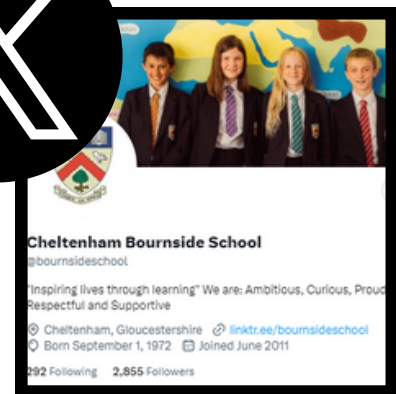 Cheltenham Bournside School
@bournsideschool
"Inspiring lives through learning" We are: Ambitious, Curious, Proud
Respectful and Supportive
Cheltenham, Gloucestershire linktr.ee/bournsideschool
Born September 1, 1972 Joined June 2011
292 Following 2,855 Followers